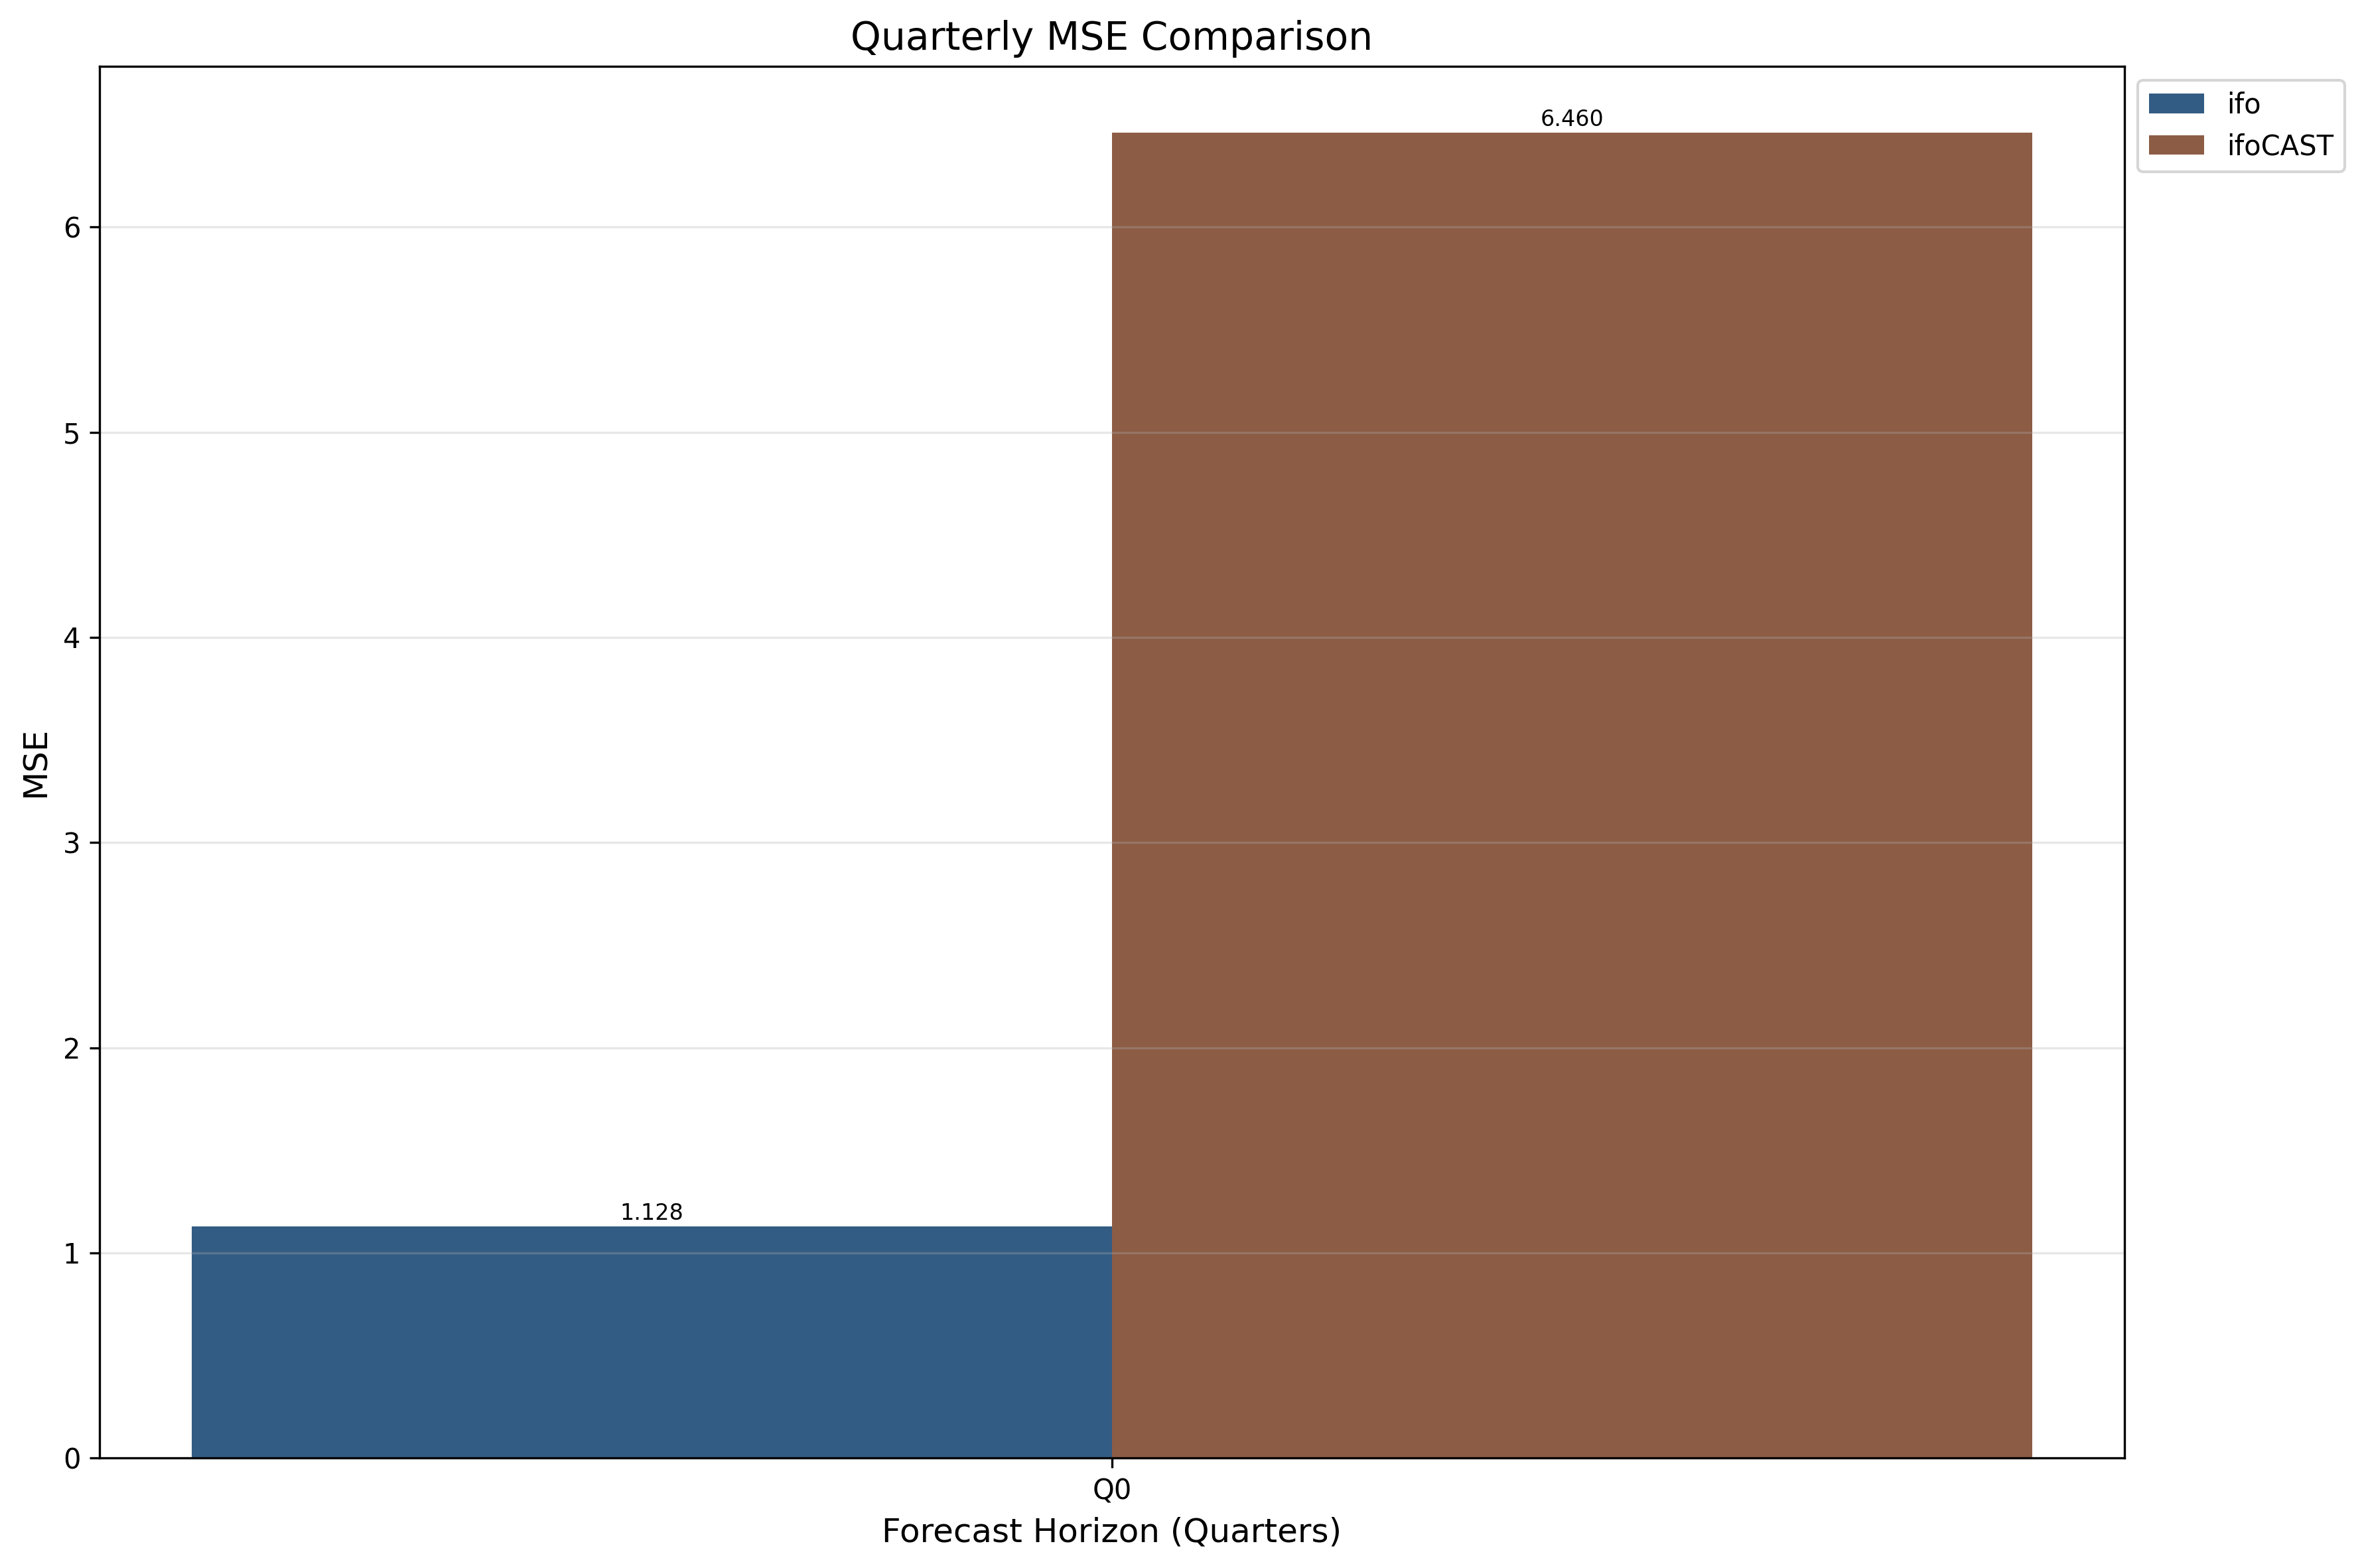 Quarterly MSE Comparison
ifo
ifoCAST
6.460
1.128
MSE
6
5
4
3
2
1
0
Q0
Forecast Horizon (Quarters)